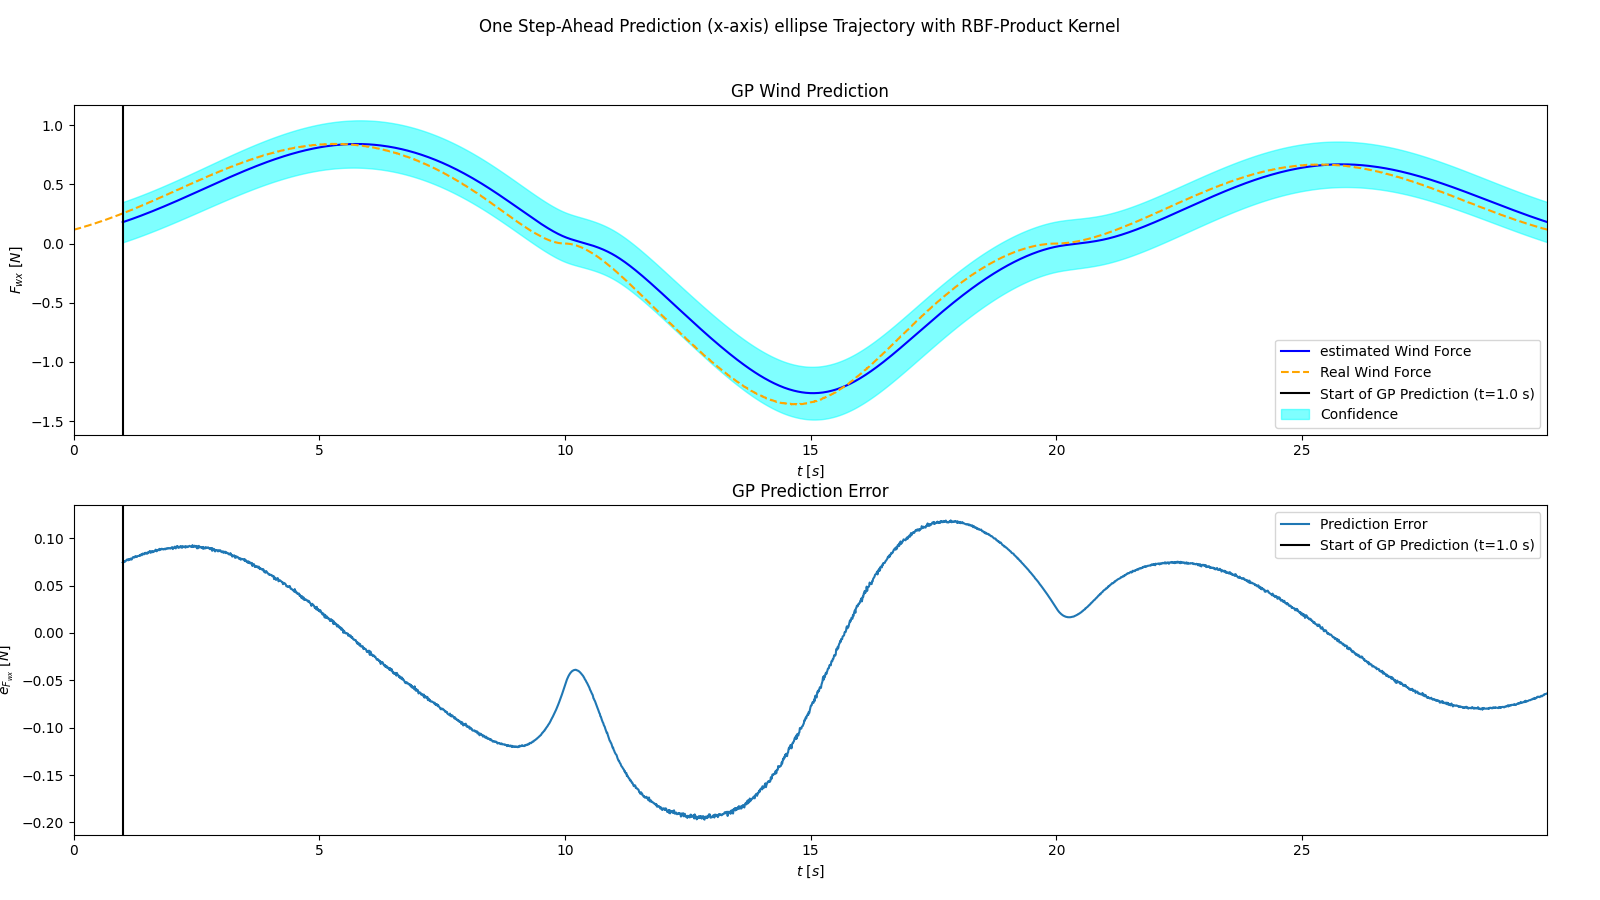 One Step-Ahead Prediction (x-axis) ellipse Trajectory with RBF-Product Kernel
GP Wind Prediction
1.0
0.5
0.0
−0.5
−1.0
−1.5
F_wx [N]
estimated Wind Force
Real Wind Force
Start of GP Prediction (t=1.0 s)
Confidence
0 5 10 15 20 25
t [s]
GP Prediction Error
0.10
0.05
0.00
−0.05
−0.10
−0.15
−0.20
e_F_wx [N]
Prediction Error
Start of GP Prediction (t=1.0 s)
0 5 10 15 20 25
t [s]